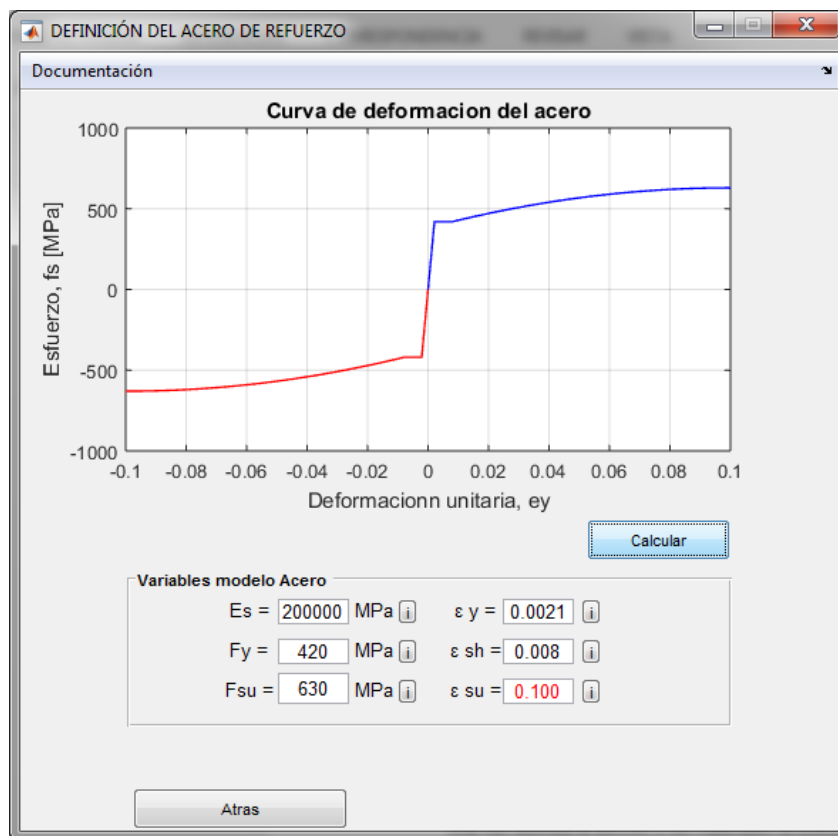 DEFINICIÓN DEL ACERO DE REFUERZO
Documentación
Curva de deformacion del acero
Esfuerzo, fs [MPa]
1000
500
0
-500
-1000
-0.1 -0.08 -0.06 -0.04 -0.02 0 0.02 0.04 0.06 0.08 0.1
Deformacionn unitaria, ey
Calcular
Variables modelo Acero
Es = 200000 MPa i ε y = 0.0021 i
Fy = 420 MPa i ε sh = 0.008 i
Fsu = 630 MPa i ε su = 0.100 i
Atras